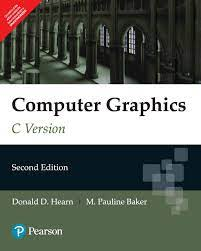 Computer Graphics
C Version
Second Edition
Donald D. Hearn • M. Pauline Baker
Pearson